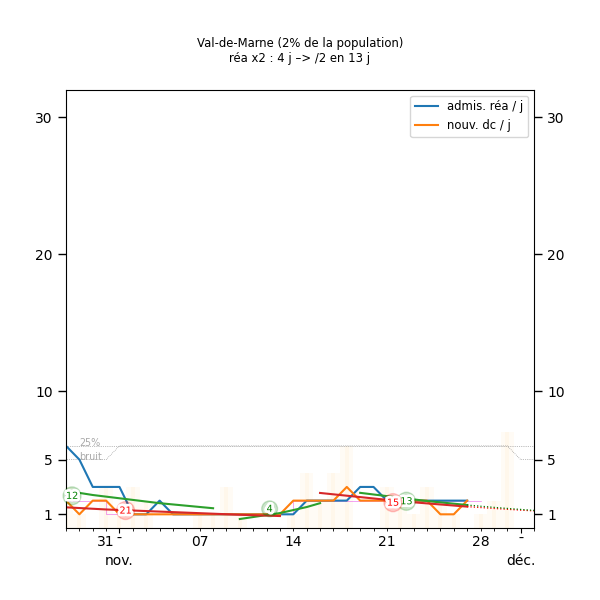 Val-de-Marne (2% de la population)
réa x2 : 4 j –> /2 en 13 j
admis. réa / j
nouv. dc / j
30 30
20 20
10 10
25%
bruit
5 5
12 21 4 15 13
1 1
31 - 07 14 21 28 -
nov. déc.